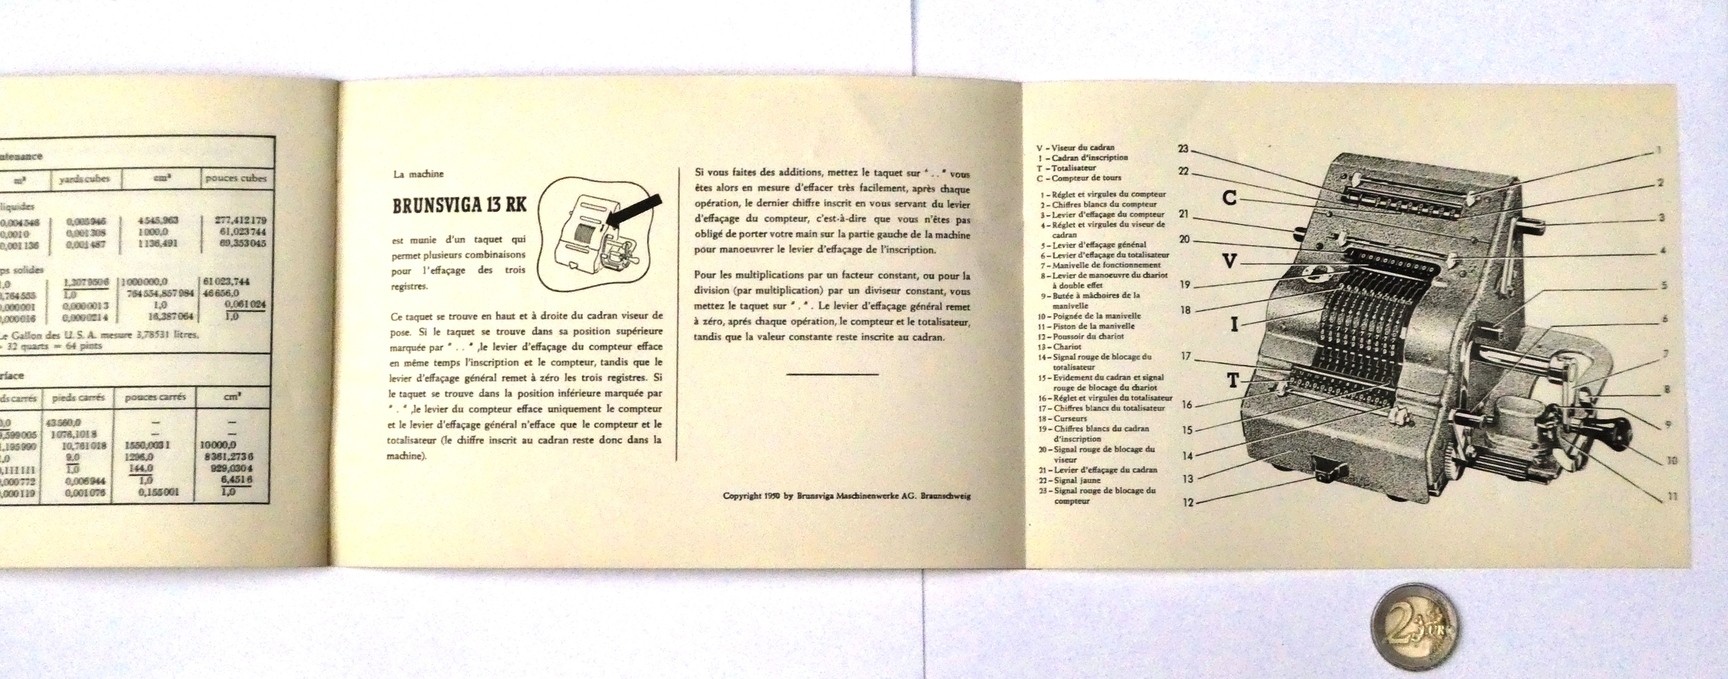 ntenance
m³ yards cubes cm³ pouces cubes
liquides
0,004546 0,005946 4545,963 277,412179
0,0010 0,001308 1000,0 61,023744
0,001136 0,001487 1136,491 69,353045
ps solides
1,0 1,3079506 1000000,0 61023,744
,764555 1,0 764554,857984 46656,0
0,000001 0,0000013 1,0 0,061024
0,000016 0,0000214 16,387064 1,0
Le Gallon des U. S. A. mesure 3,78531 litres.
- 32 quarts = 64 pints
rface
ds carrés pieds carrés pouces carrés cm²
43560,0 — —
,599005 1076,1018 — —
,195990 10,761018 1550,0031 10000,0
1,0 9,0 1296,0 8361,2736
0,111111 1,0 144,0 929,0304
0,000772 0,006944 1,0 6,4516
0,000119 0,001076 0,155001 1,0
La machine
BRUNSVIGA 13 RK
est munie d'un taquet qui
permet plusieurs combinaisons
pour l'effaçage des trois
registres.
Ce taquet se trouve en haut et à droite du cadran viseur de
pose. Si le taquet se trouve dans sa position supérieure
marquée par " . . " ,le levier d'effaçage du compteur efface
en même temps l'inscription et le compteur, tandis que le
levier d'effaçage général remet à zéro les trois registres. Si
le taquet se trouve dans la position inférieure marquée par
" . " ,le levier du compteur efface uniquement le compteur
et le levier d'effaçage général n'efface que le compteur et le
totalisateur (le chiffre inscrit au cadran reste donc dans la
machine).
Si vous faites des additions, mettez le taquet sur " . . " vous
êtes alors en mesure d'effacer très facilement, après chaque
opération, le dernier chiffre inscrit en vous servant du levier
d'effaçage du compteur, c'est-à-dire que vous n'êtes pas
obligé de porter votre main sur la partie gauche de la machine
pour manoeuvrer le levier d'effaçage de l'inscription.
Pour les multiplications par un facteur constant, ou pour la
division (par multiplication) par un diviseur constant, vous
mettez le taquet sur " . " . Le levier d'effaçage général remet
à zéro, aprés chaque opération, le compteur et le totalisateur,
tandis que la valeur constante reste inscrite au cadran.
Copyright 1950 by Brunsviga Maschinenwerke AG. Braunschweig
V – Viseur du cadran
I – Cadran d'inscription
T – Totalisateur
C – Compteur de tours
1 – Réglet et virgules du compteur
2 – Chiffres blancs du compteur
3 – Levier d'effaçage du compteur
4 – Réglet et virgules du viseur de
cadran
5 – Levier d'effaçage général
6 – Levier d'effaçage du totalisateur
7 – Manivelle de fonctionnement
8 – Levier de manoeuvre du chariot
à double effet
9 – Butée à mâchoires de la
manivelle
10 – Poignée de la manivelle
11 – Piston de la manivelle
12 – Poussoir du chariot
13 – Chariot
14 – Signal rouge de blocage du
totalisateur
15 – Evidement du cadran et signal
rouge de blocage du chariot
16 – Réglet et virgules du totalisateur
17 – Chiffres blancs du totalisateur
18 – Curseurs
19 – Chiffres blancs du cadran
d'inscription
20 – Signal rouge de blocage du
viseur
21 – Levier d'effaçage du cadran
22 – Signal jaune
23 – Signal rouge de blocage du
compteur
23
22
C
21
20
V
19
18
I
17
T
16
15
14
13
12
1
2
3
4
5
6
7
8
9
10
11
2 EUR